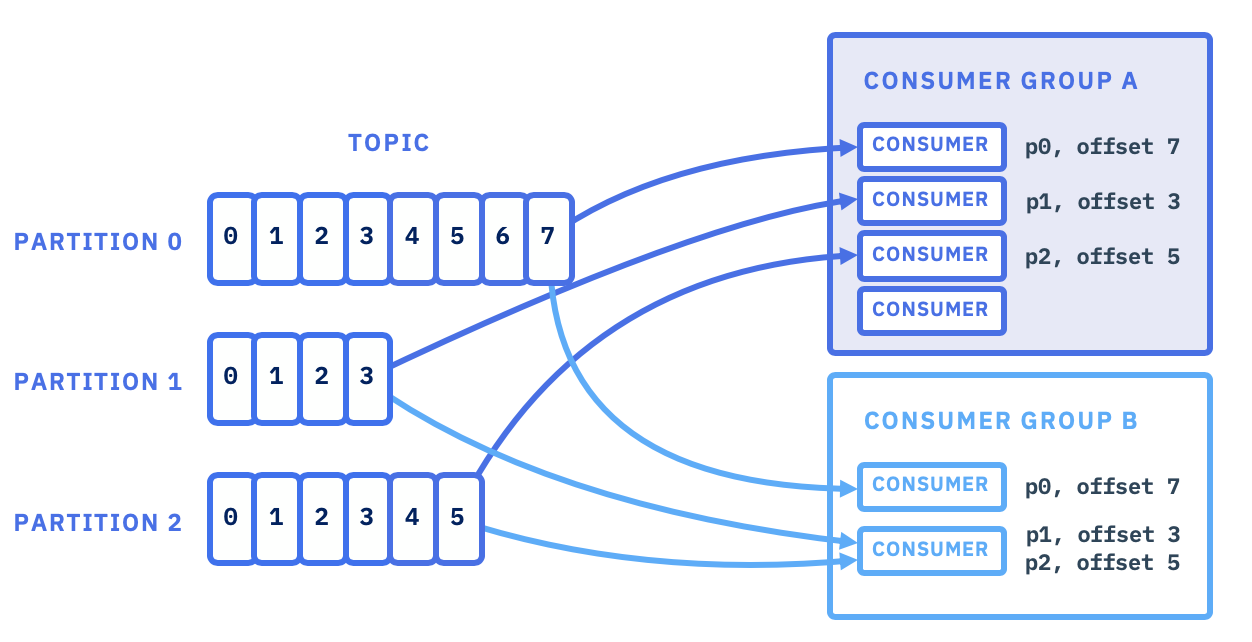 TOPIC
PARTITION 0
0 1 2 3 4 5 6 7
PARTITION 1
0 1 2 3
PARTITION 2
0 1 2 3 4 5
CONSUMER GROUP A
CONSUMER p0, offset 7
CONSUMER p1, offset 3
CONSUMER p2, offset 5
CONSUMER
CONSUMER GROUP B
CONSUMER p0, offset 7
CONSUMER p1, offset 3
p2, offset 5